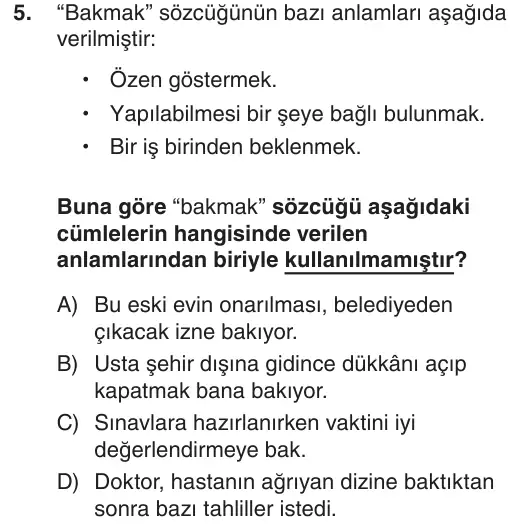 5. “Bakmak” sözcüğünün bazı anlamları aşağıda
verilmiştir:
• Özen göstermek.
• Yapılabilmesi bir şeye bağlı bulunmak.
• Bir iş birinden beklenmek.
Buna göre “bakmak” sözcüğü aşağıdaki
cümlelerin hangisinde verilen
anlamlarından biriyle kullanılmamıştır?
A) Bu eski evin onarılması, belediyeden
çıkacak izne bakıyor.
B) Usta şehir dışına gidince dükkânı açıp
kapatmak bana bakıyor.
C) Sınavlara hazırlanırken vaktini iyi
değerlendirmeye bak.
D) Doktor, hastanın ağrıyan dizine baktıktan
sonra bazı tahliller istedi.